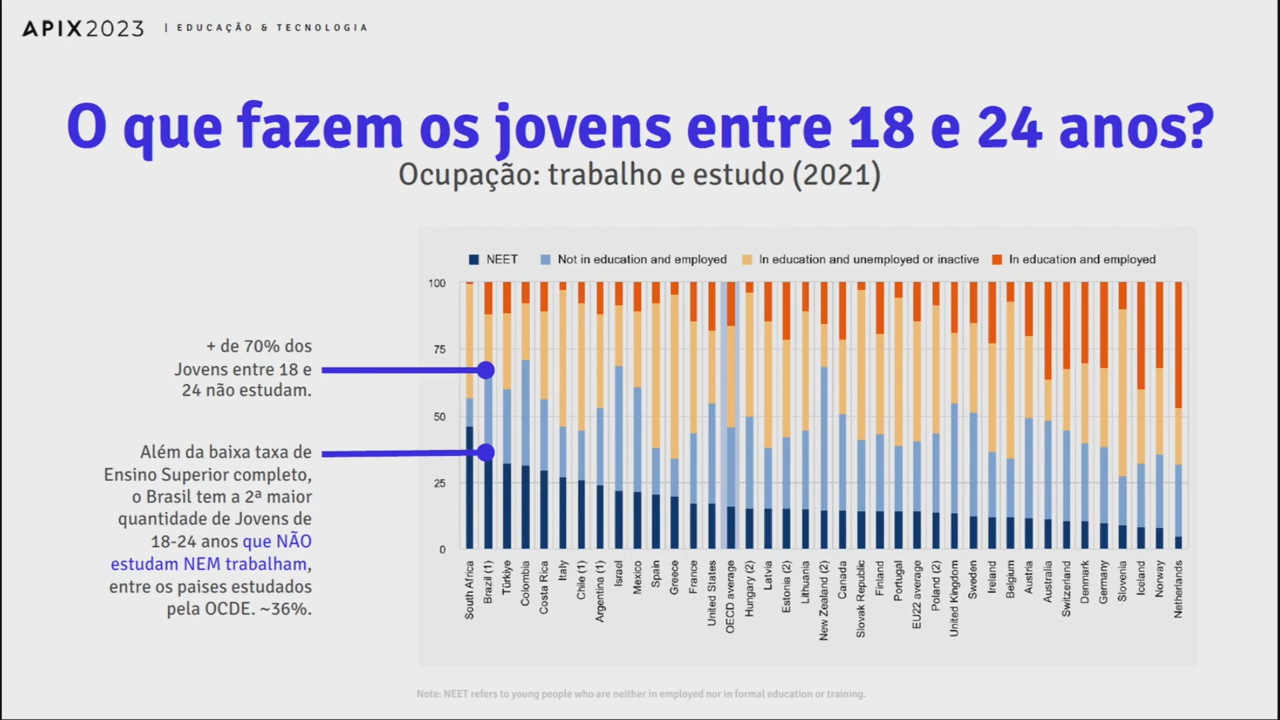 APIX2023 | EDUCAÇÃO & TECNOLOGIA
O que fazem os jovens entre 18 e 24 anos?
Ocupação: trabalho e estudo (2021)
+ de 70% dos
Jovens entre 18 e
24 não estudam.
Além da baixa taxa de
Ensino Superior completo,
o Brasil tem a 2ª maior
quantidade de Jovens de
18-24 anos que NÃO
estudam NEM trabalham,
entre os paises estudados
pela OCDE. ~36%.
NEET Not in education and employed In education and unemployed or inactive In education and employed
100
75
50
25
0
South Africa
Brazil (1)
Türkiye
Colombia
Costa Rica
Italy
Chile (1)
Argentina (1)
Israel
Mexico
Spain
Greece
France
United States
OECD average
Hungary (2)
Latvia
Estonia (2)
Lithuania
New Zealand (2)
Canada
Slovak Republic
Finland
Portugal
EU22 average
Poland (2)
United Kingdom
Sweden
Ireland
Belgium
Austria
Australia
Switzerland
Denmark
Germany
Slovenia
Iceland
Norway
Netherlands
Note: NEET refers to young people who are neither in employed nor in formal education or training.